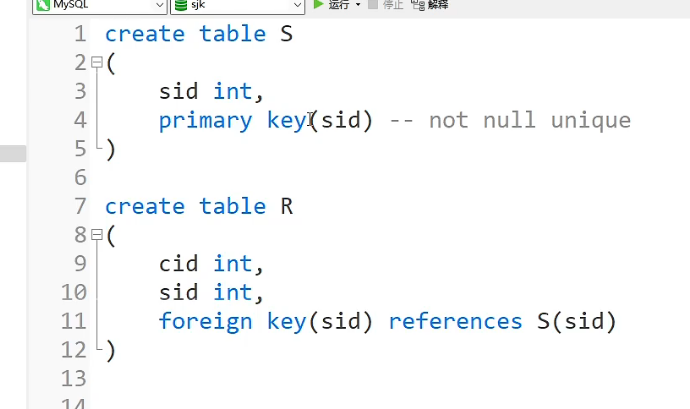 MySQL sjk 运行 停止 解释
1 create table S
2 (
3 sid int,
4 primary key(sid) -- not null unique
5 )
6
7 create table R
8 (
9 cid int,
10 sid int,
11 foreign key(sid) references S(sid)
12 )
13
14